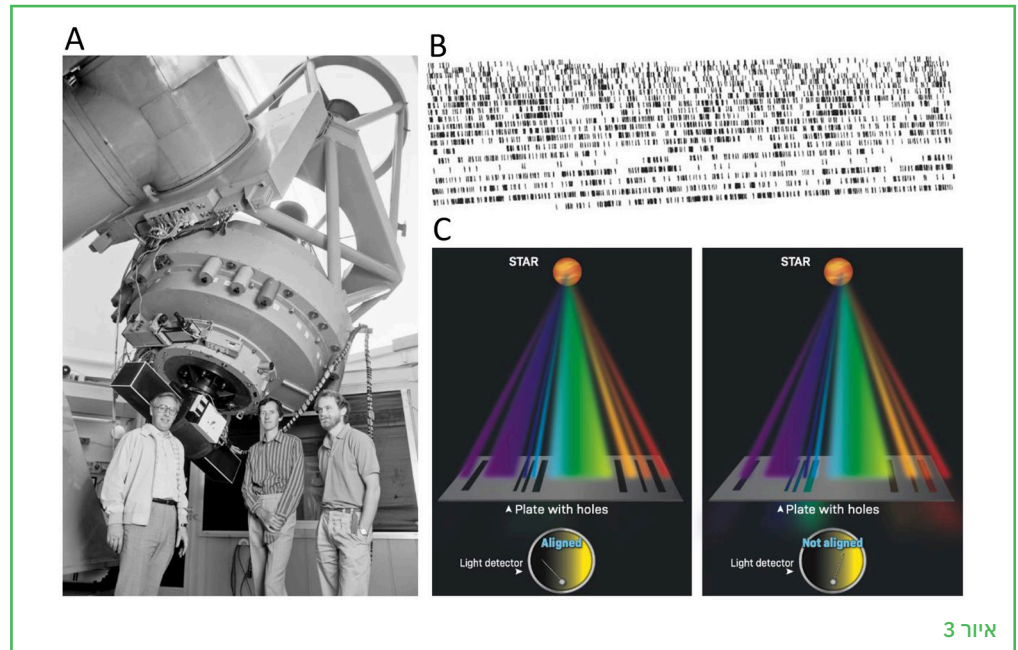 A
B
C
STAR
Plate with holes
Aligned
Light detector
STAR
Plate with holes
Not aligned
Light detector
איור 3